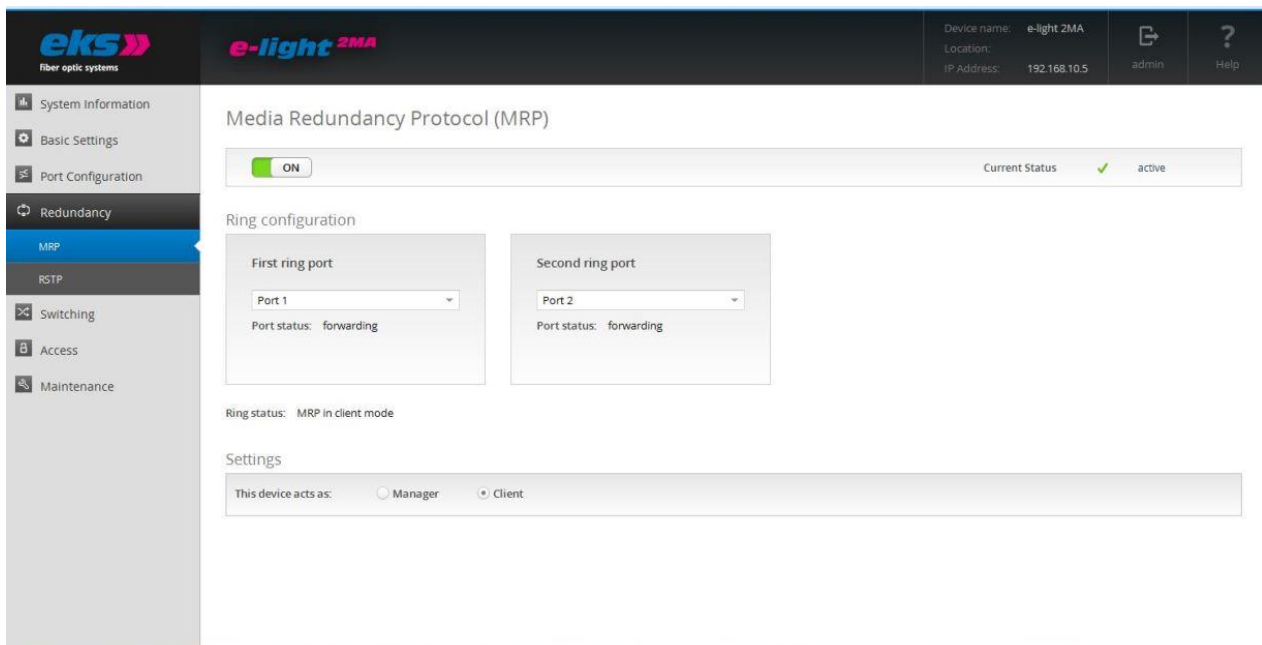 eks
fiber optic systems
e-light 2MA
Device name: e-light 2MA
Location:
IP Address: 192.168.10.5
admin
? Help
System Information
Basic Settings
Port Configuration
Redundancy
MRP
RSTP
Switching
Access
Maintenance
Media Redundancy Protocol (MRP)
ON
Current Status active
Ring configuration
First ring port
Port 1
Port status: forwarding
Second ring port
Port 2
Port status: forwarding
Ring status: MRP in client mode
Settings
This device acts as: Manager Client